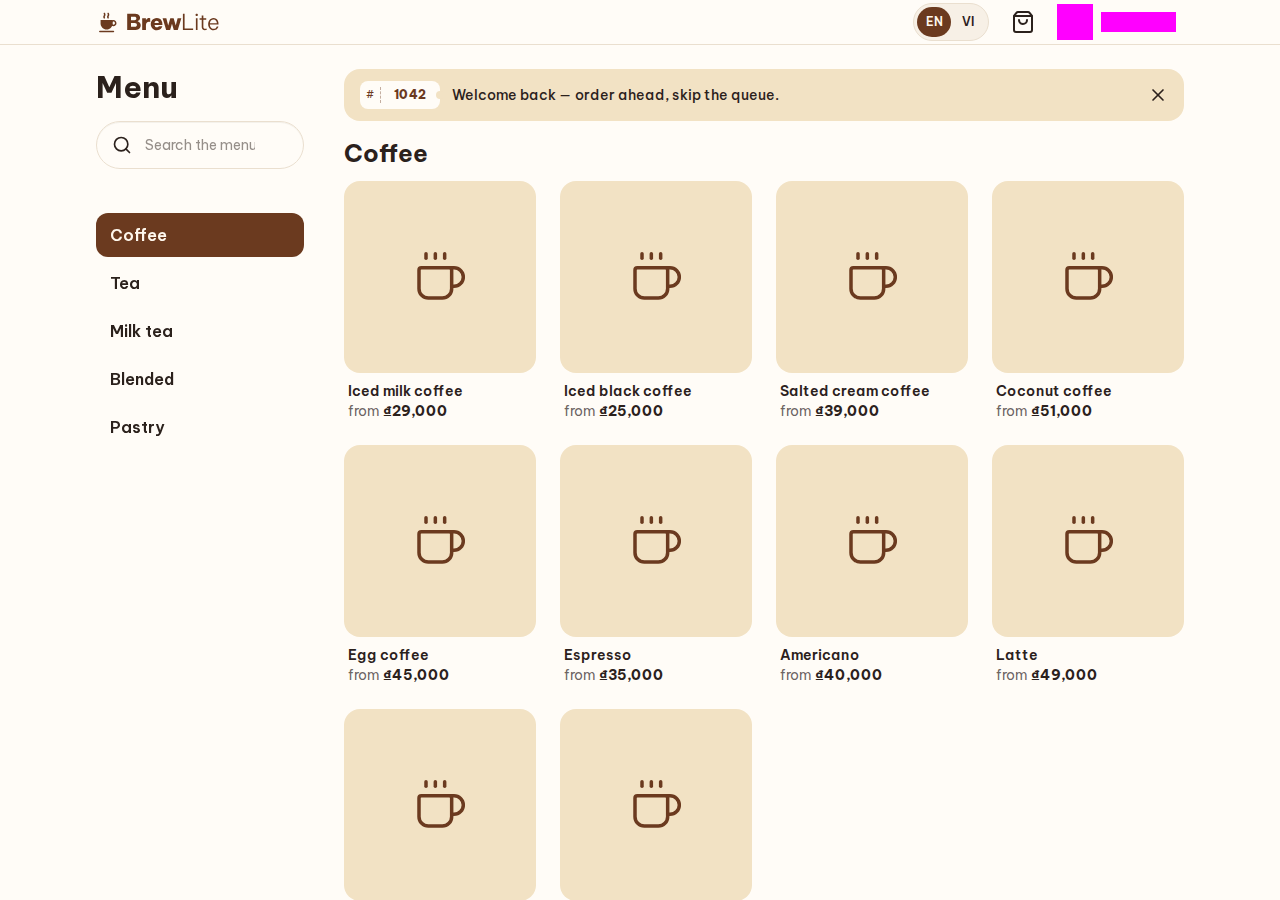 BrewLite
EN VI
Menu
Search the menu
Coffee
Tea
Milk tea
Blended
Pastry
# 1042 Welcome back — order ahead, skip the queue.
Coffee
Iced milk coffee
from ₫29,000
Iced black coffee
from ₫25,000
Salted cream coffee
from ₫39,000
Coconut coffee
from ₫51,000
Egg coffee
from ₫45,000
Espresso
from ₫35,000
Americano
from ₫40,000
Latte
from ₫49,000